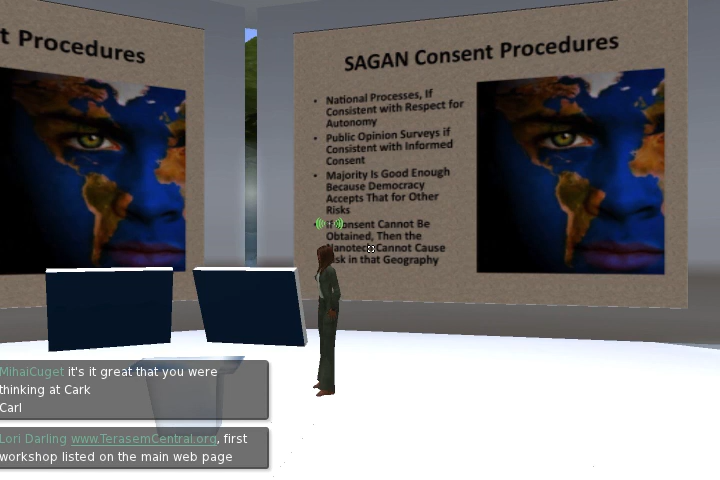 t Procedures
SAGAN Consent Procedures
• National Processes, If
Consistent with Respect for
Autonomy
• Public Opinion Surveys if
Consistent with Informed
Consent
• Majority Is Good Enough
Because Democracy
Accepts That for Other
Risks
• If Consent Cannot Be
Obtained, Then the
Nanotech Cannot Cause
Risk in that Geography
MihaiCuget it's it great that you were
thinking at Cark
Carl
Lori Darling www.TerasemCentral.org, first
workshop listed on the main web page